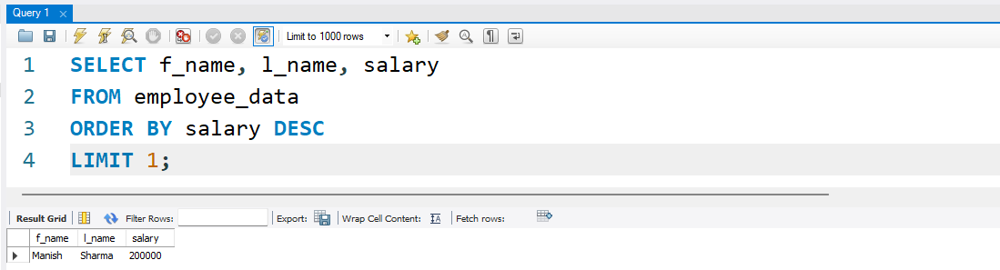 Query 1
Limit to 1000 rows
1 SELECT f_name, l_name, salary
2 FROM employee_data
3 ORDER BY salary DESC
4 LIMIT 1;
Result Grid Filter Rows: Export: Wrap Cell Content: Fetch rows:
f_name l_name salary
Manish Sharma 200000